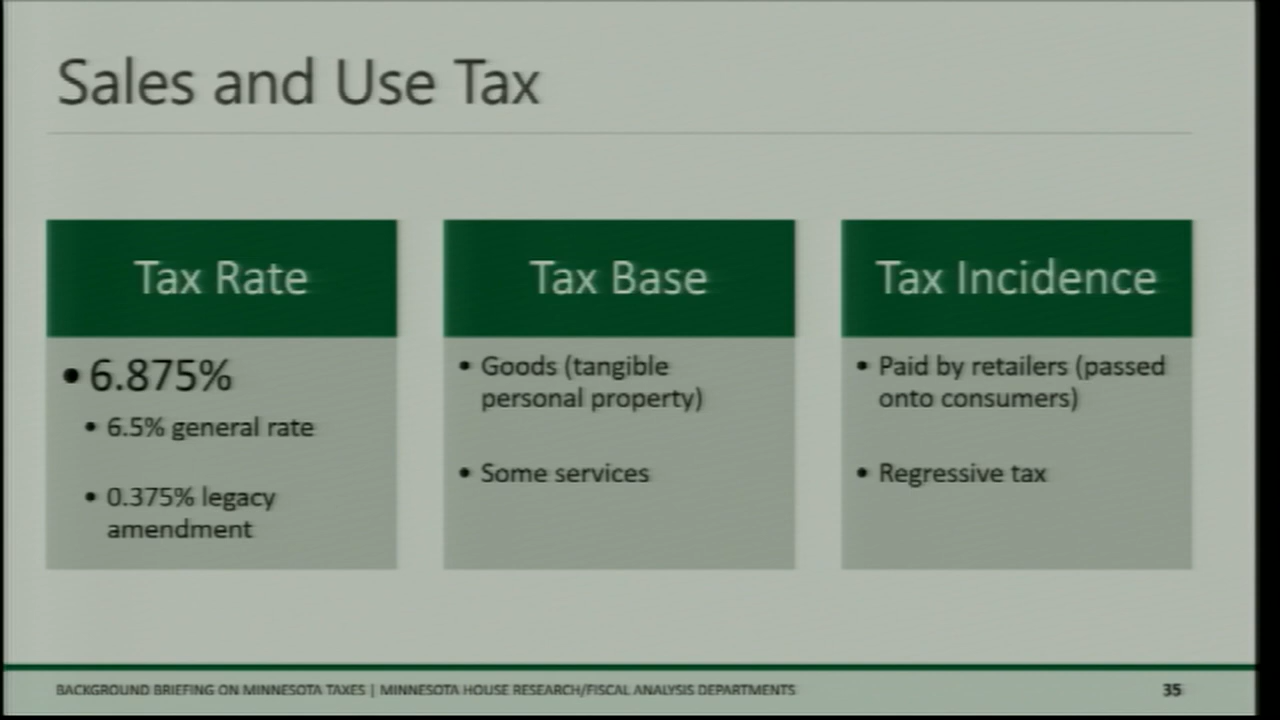 Sales and Use Tax
Tax Rate
• 6.875%
• 6.5% general rate
• 0.375% legacy
amendment
Tax Base
• Goods (tangible
personal property)
• Some services
Tax Incidence
• Paid by retailers (passed
onto consumers)
• Regressive tax
BACKGROUND BRIEFING ON MINNESOTA TAXES | MINNESOTA HOUSE RESEARCH/FISCAL ANALYSIS DEPARTMENTS
35